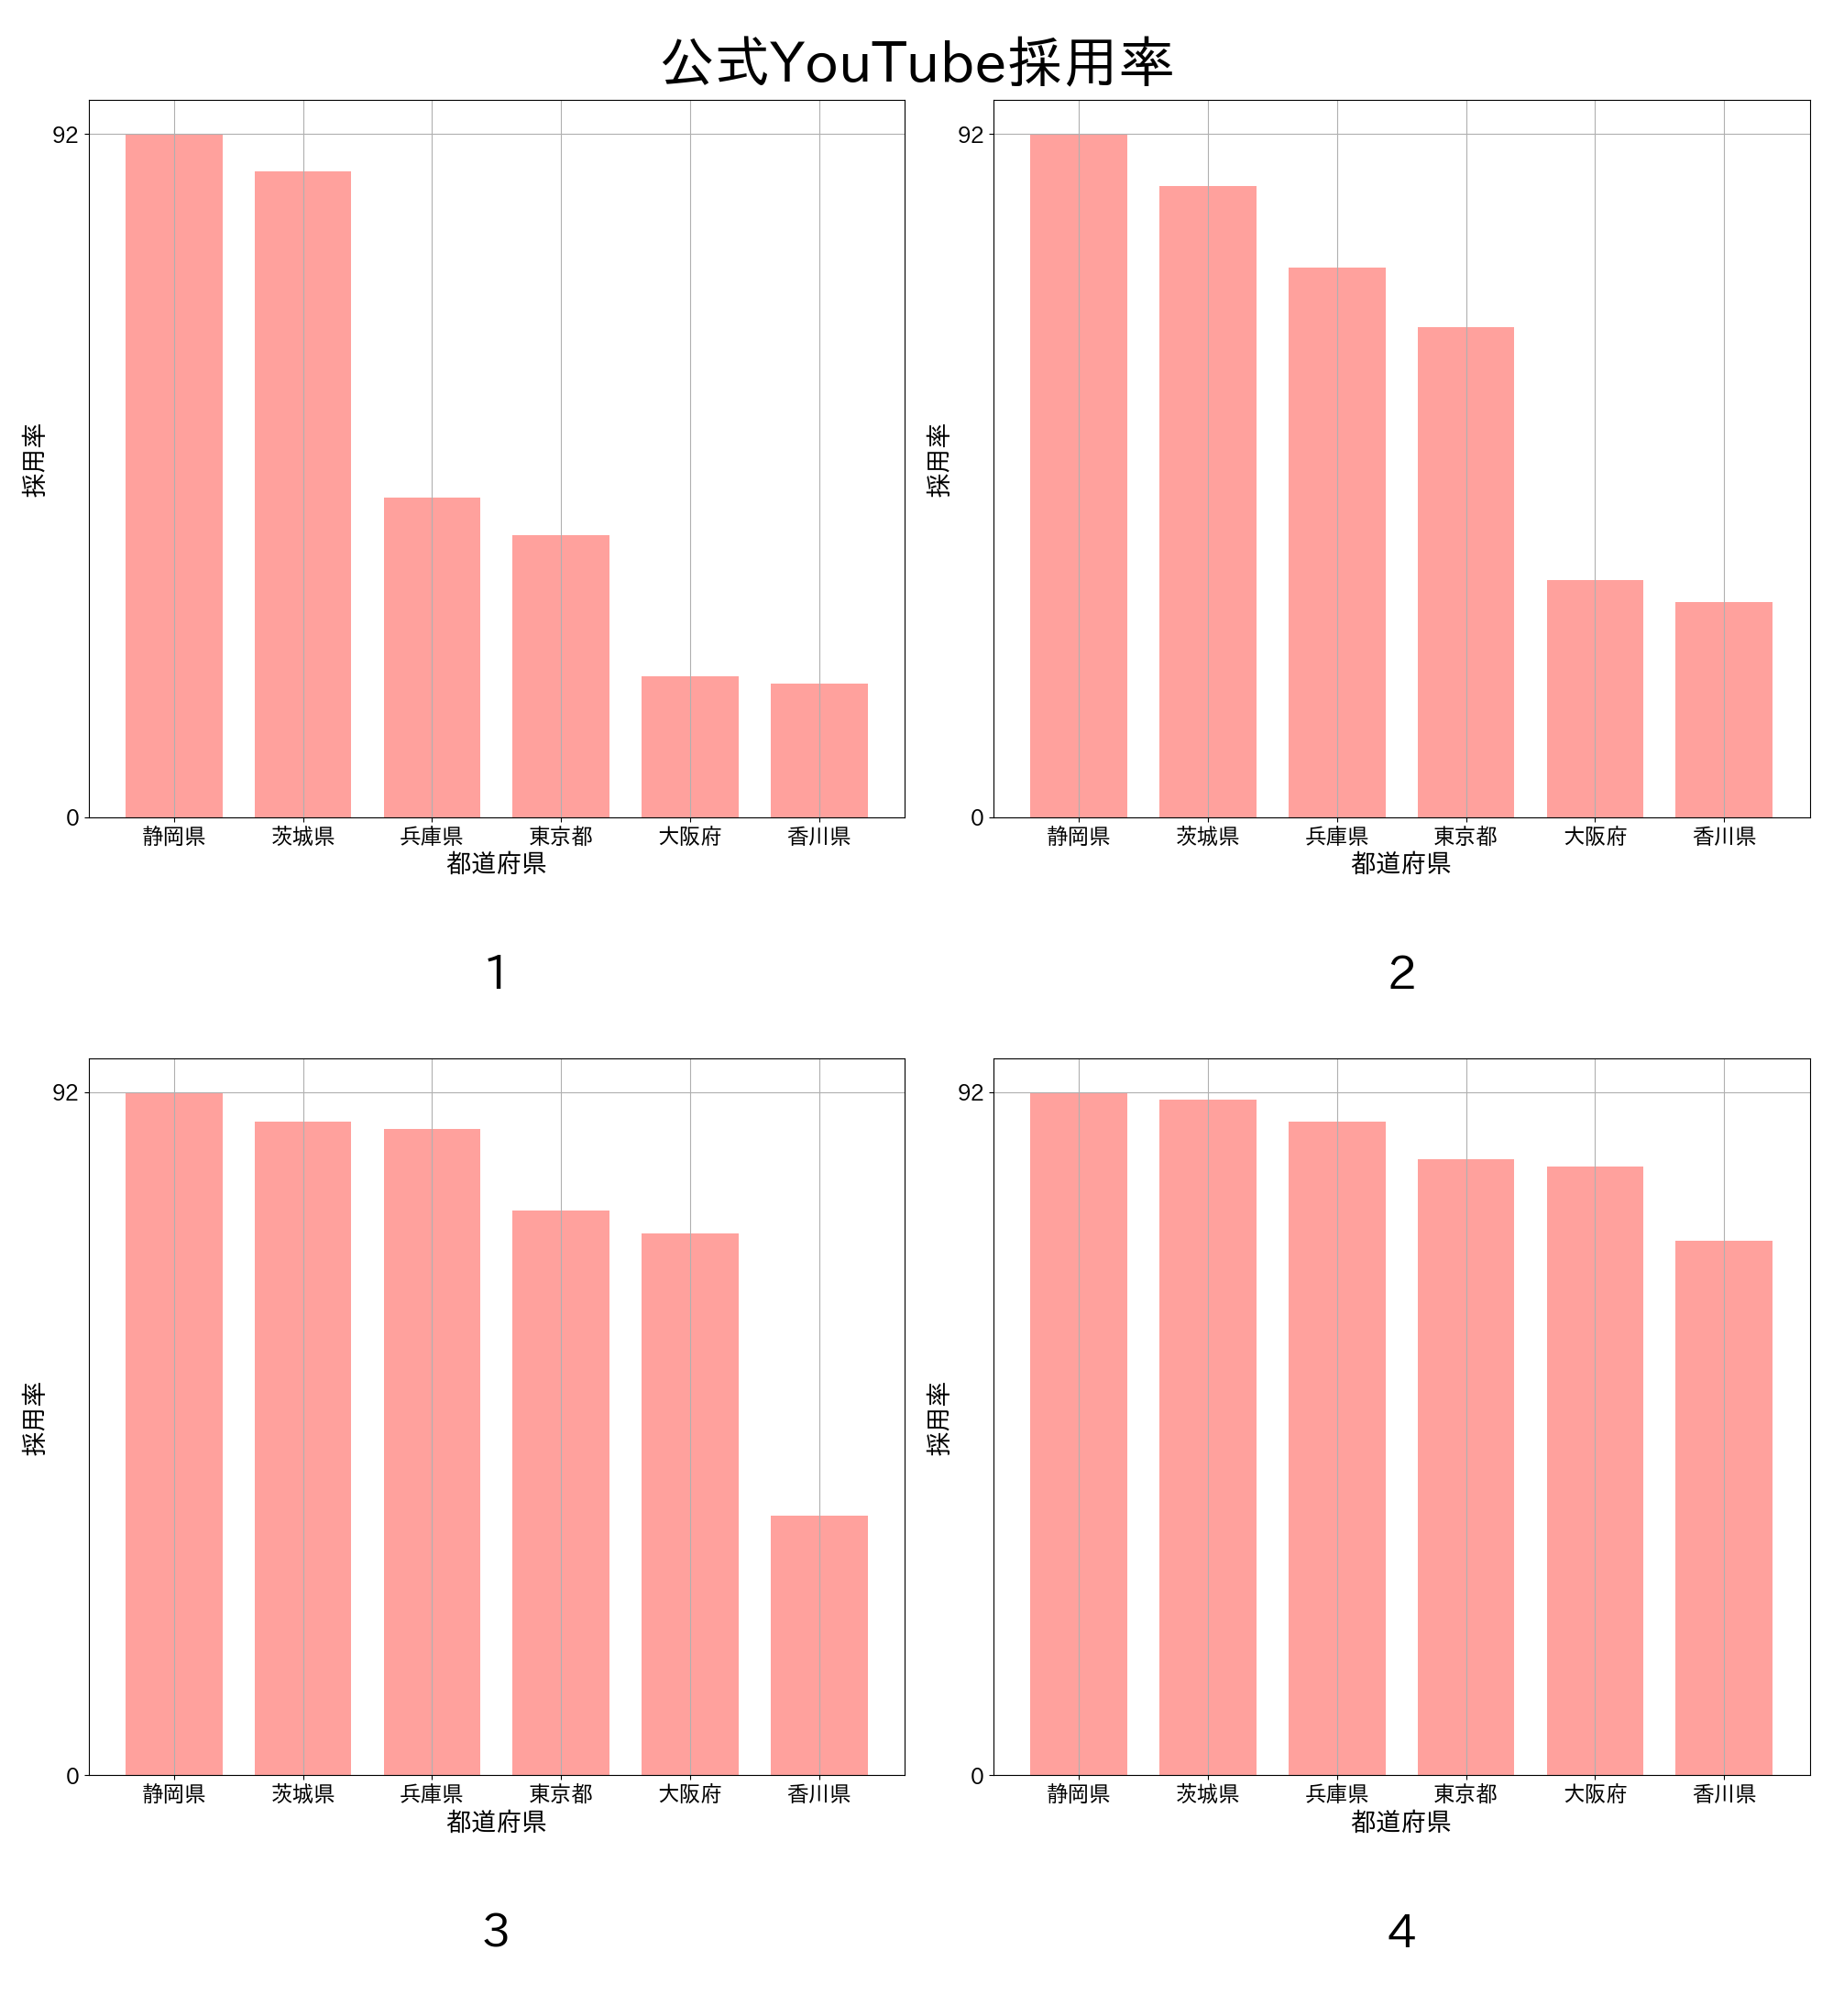 公式YouTube採用率
92
採用率
0
静岡県 茨城県 兵庫県 東京都 大阪府 香川県
都道府県
1
92
採用率
0
静岡県 茨城県 兵庫県 東京都 大阪府 香川県
都道府県
2
92
採用率
0
静岡県 茨城県 兵庫県 東京都 大阪府 香川県
都道府県
3
92
採用率
0
静岡県 茨城県 兵庫県 東京都 大阪府 香川県
都道府県
4